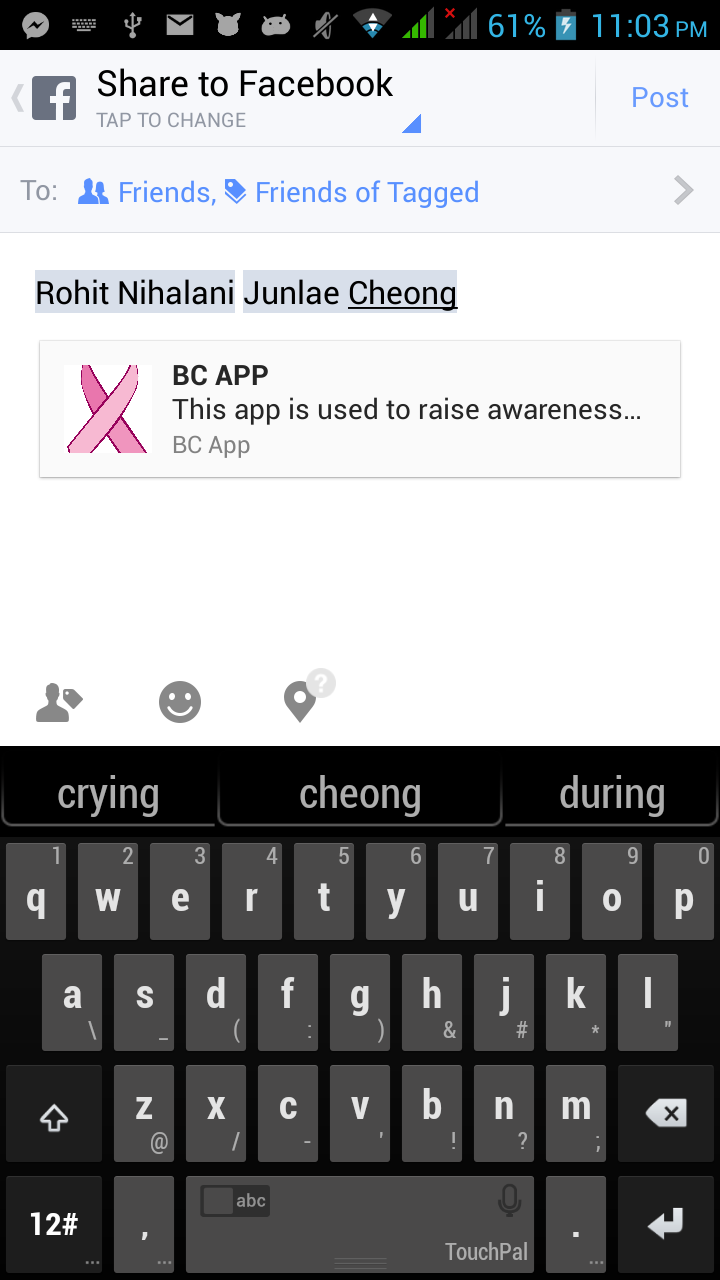 61% 11:03 PM
Share to Facebook
TAP TO CHANGE
Post
To: Friends, Friends of Tagged
Rohit Nihalani Junlae Cheong
BC APP
This app is used to raise awareness...
BC App
?
crying cheong during
1 2 3 4 5 6 7 8 9 0
q w e r t y u i o p
a s d f g h j k l
\ _ ( : ) & # * "
z x c v b n m
@ / - ' ! ? ;
abc
12# , .
... ... TouchPal ...